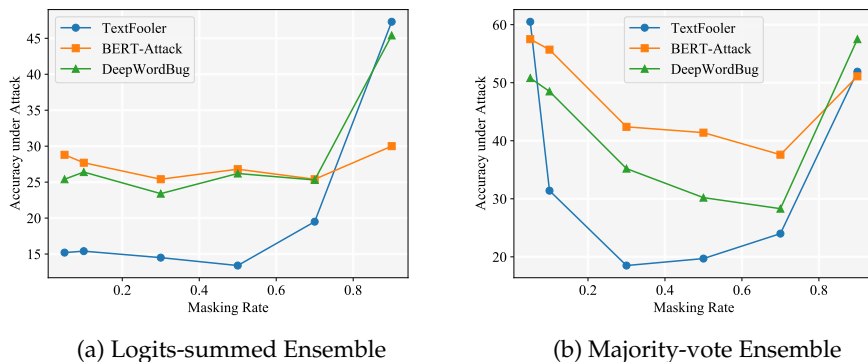 TextFooler
BERT-Attack
DeepWordBug
Accuracy under Attack
45
40
35
30
25
20
15
0.2 0.4 0.6 0.8
Masking Rate
(a) Logits-summed Ensemble
TextFooler
BERT-Attack
DeepWordBug
Accuracy under Attack
60
50
40
30
20
0.2 0.4 0.6 0.8
Masking Rate
(b) Majority-vote Ensemble